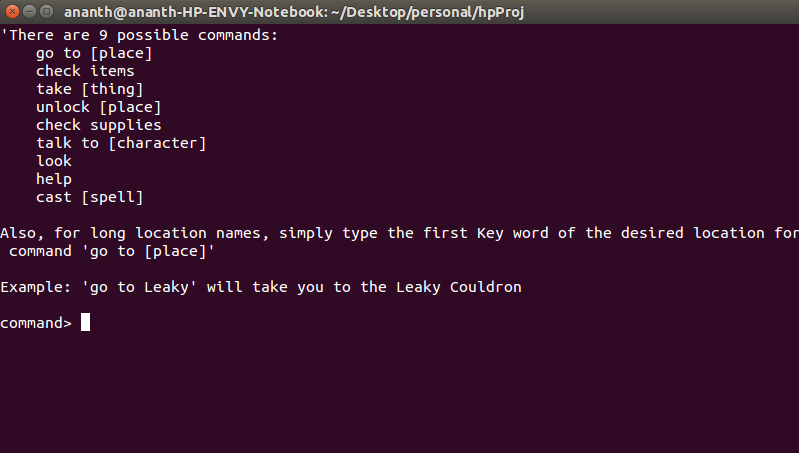 ananth@ananth-HP-ENVY-Notebook: ~/Desktop/personal/hpProj
'There are 9 possible commands:
    go to [place]
    check items
    take [thing]
    unlock [place]
    check supplies
    talk to [character]
    look
    help
    cast [spell]
Also, for long location names, simply type the first Key word of the desired location for
 command 'go to [place]'
Example: 'go to Leaky' will take you to the Leaky Couldron
command>